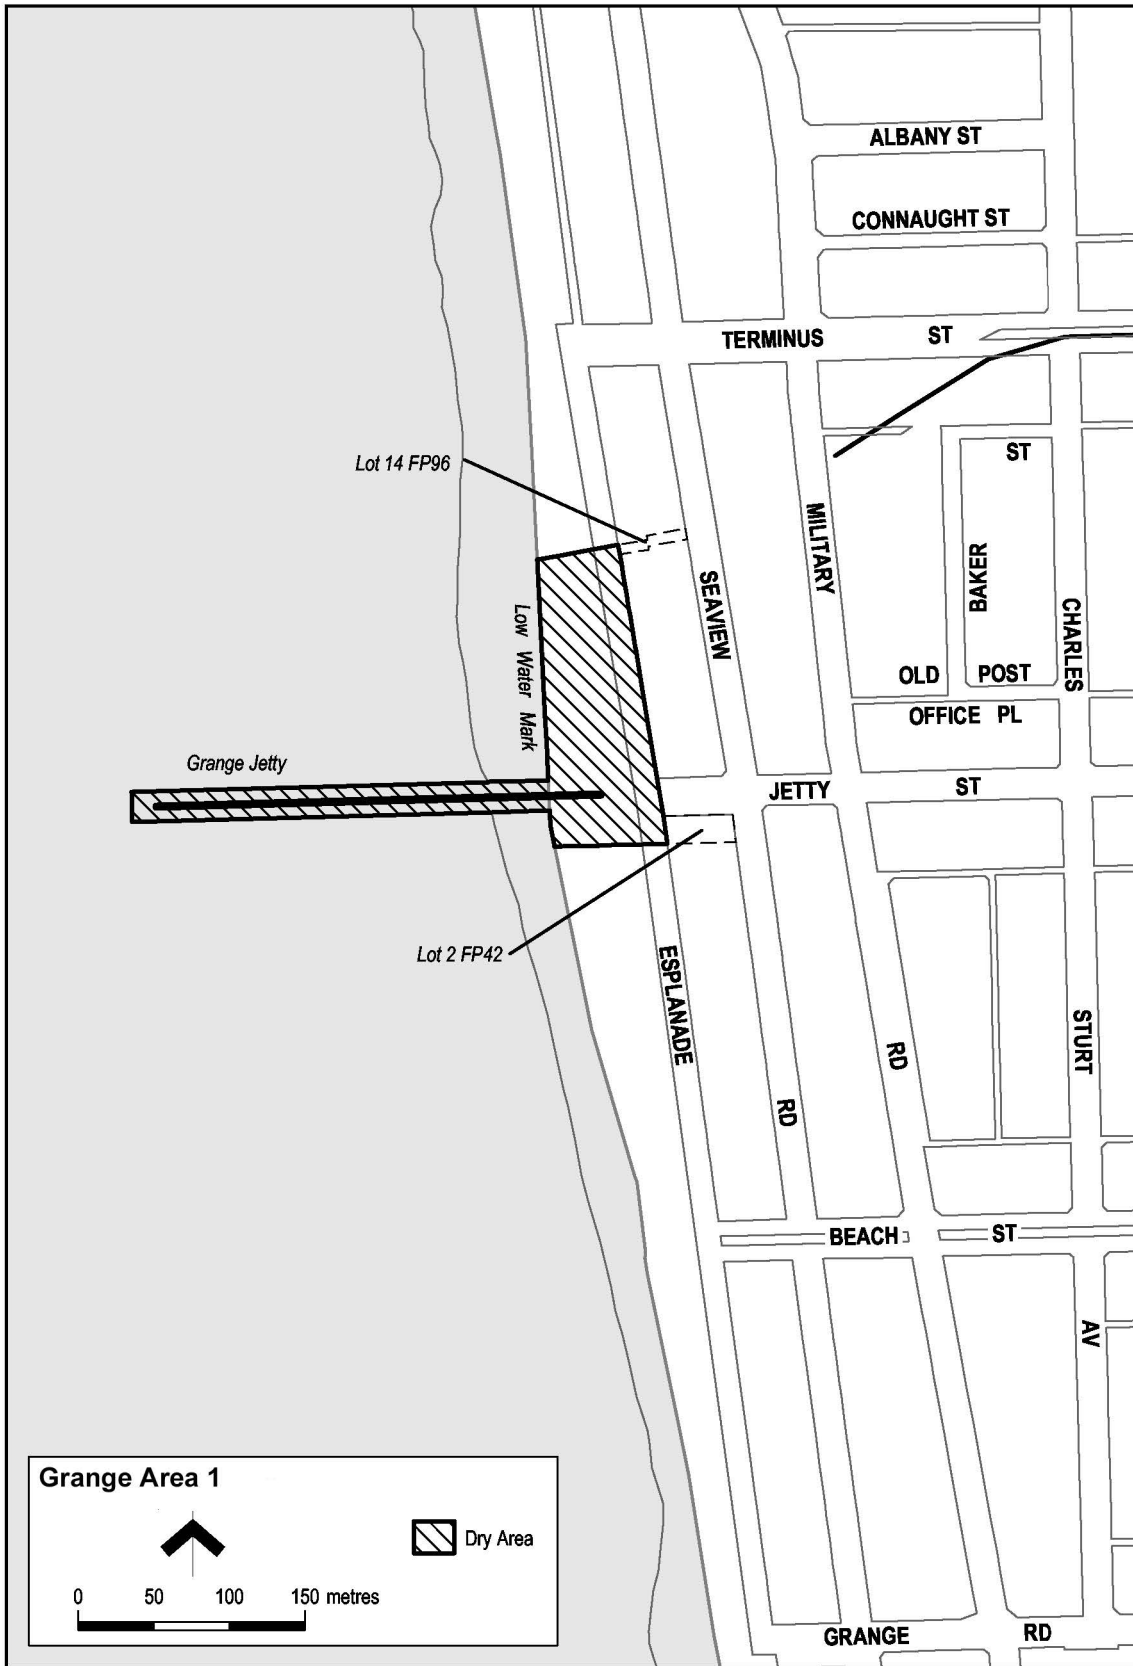 ALBANY ST
CONNAUGHT ST
TERMINUS ST
Lot 14 FP96
ST
MILITARY
BAKER
SEAVIEW
CHARLES
Low Water Mark
OLD POST
OFFICE PL
Grange Jetty
JETTY ST
Lot 2 FP42
ESPLANADE
STURT
RD
RD
BEACH ST
AV
Grange Area 1
Dry Area
0 50 100 150 metres
GRANGE RD